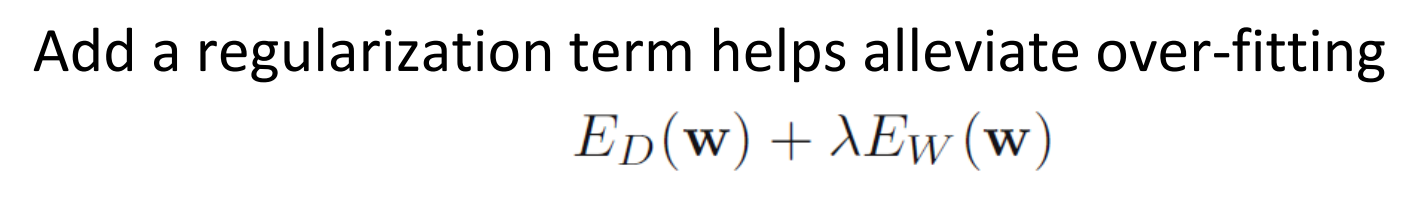 Add a regularization term helps alleviate over-fitting
E_D(w) + λE_W(w)